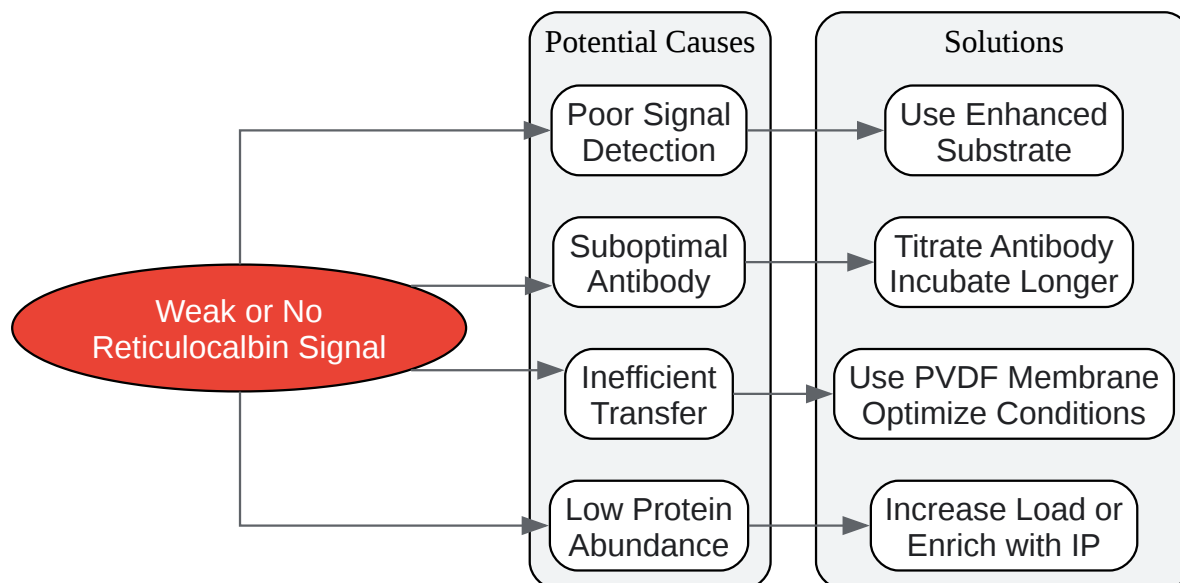 Potential Causes
Solutions
Poor Signal
Detection
Use Enhanced
Substrate
Suboptimal
Antibody
Titrate Antibody
Incubate Longer
Weak or No
Reticulocalbin Signal
Inefficient
Transfer
Use PVDF Membrane
Optimize Conditions
Low Protein
Abundance
Increase Load or
Enrich with IP